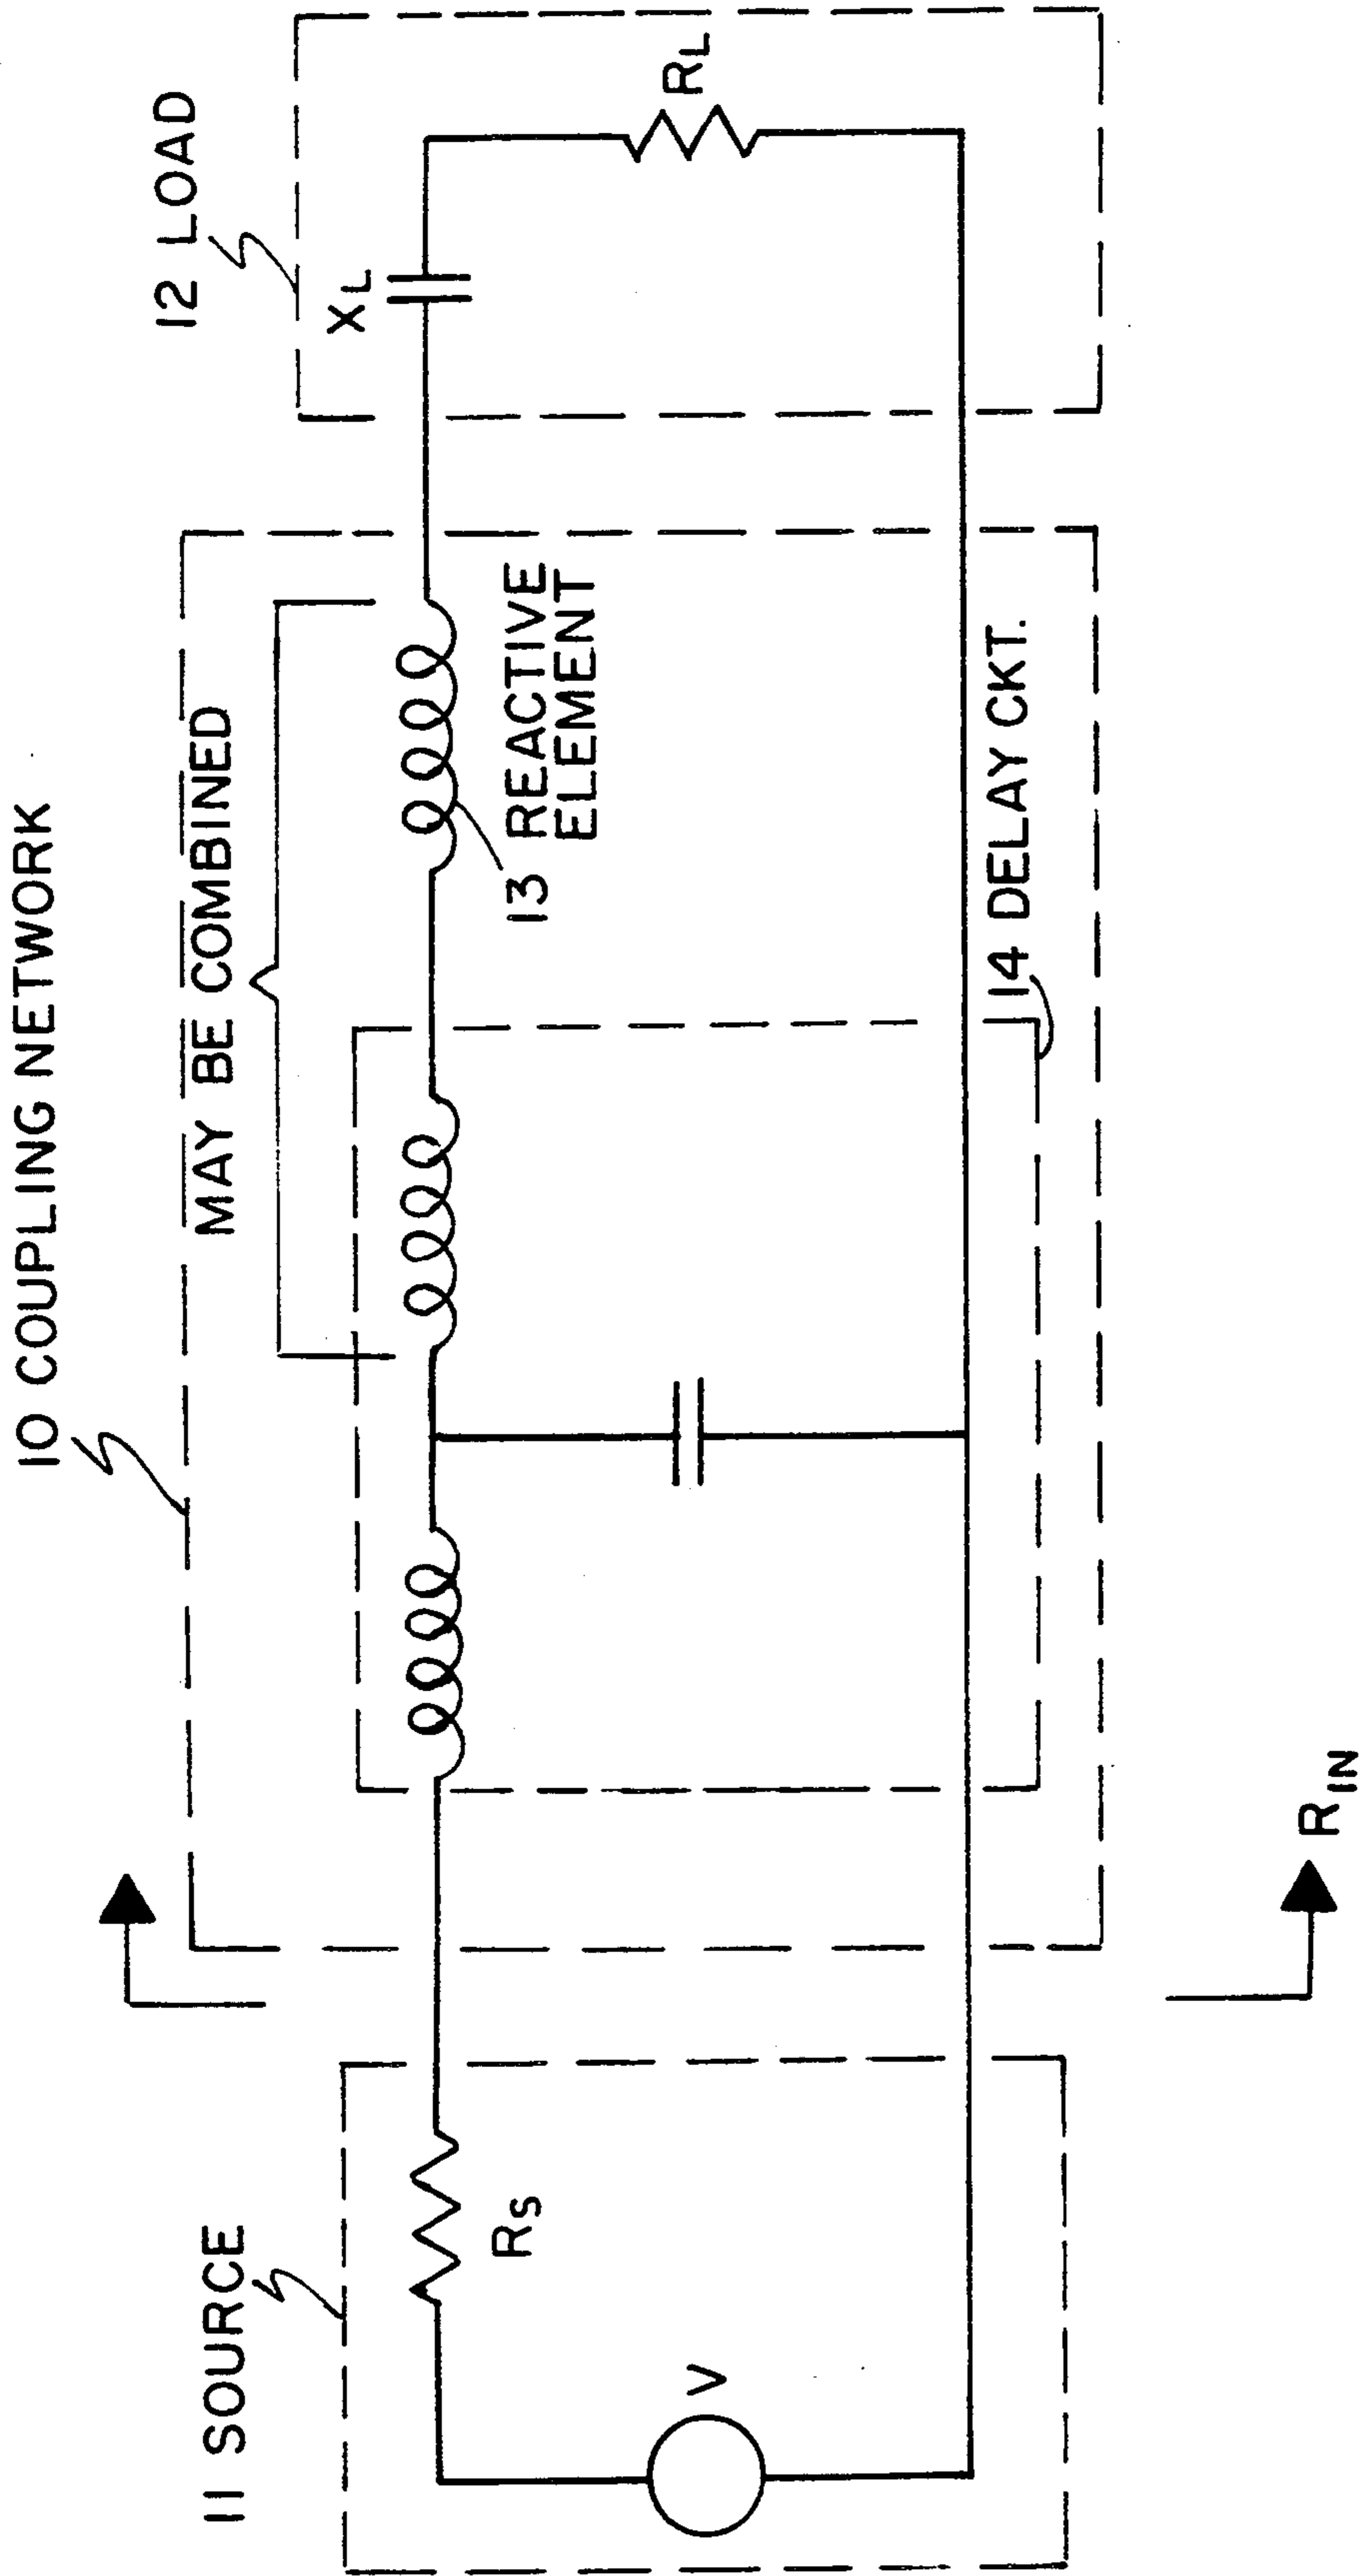 10 COUPLING NETWORK
11 SOURCE
MAY BE COMBINED
12 LOAD
XL
RS
13 REACTIVE
ELEMENT
RL
V
14 DELAY CKT.
RIN